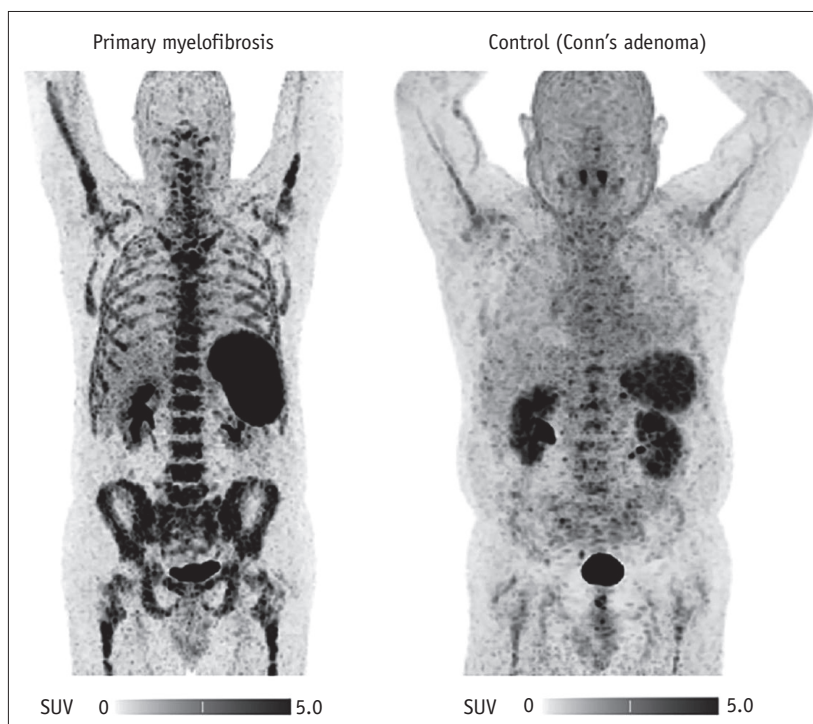 Primary myelofibrosis
Control (Conn’s adenoma)
SUV 0 5.0
SUV 0 5.0